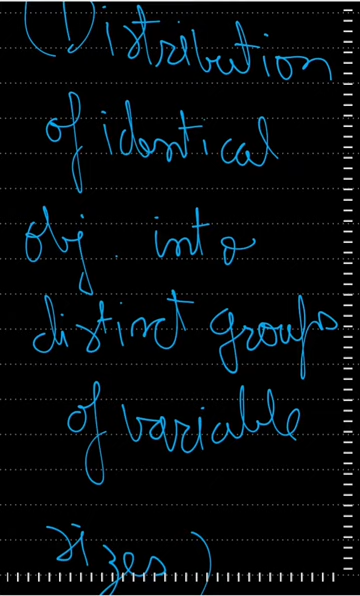 (Distribution
of identical
obj into
distinct groups
of variable
sizes)